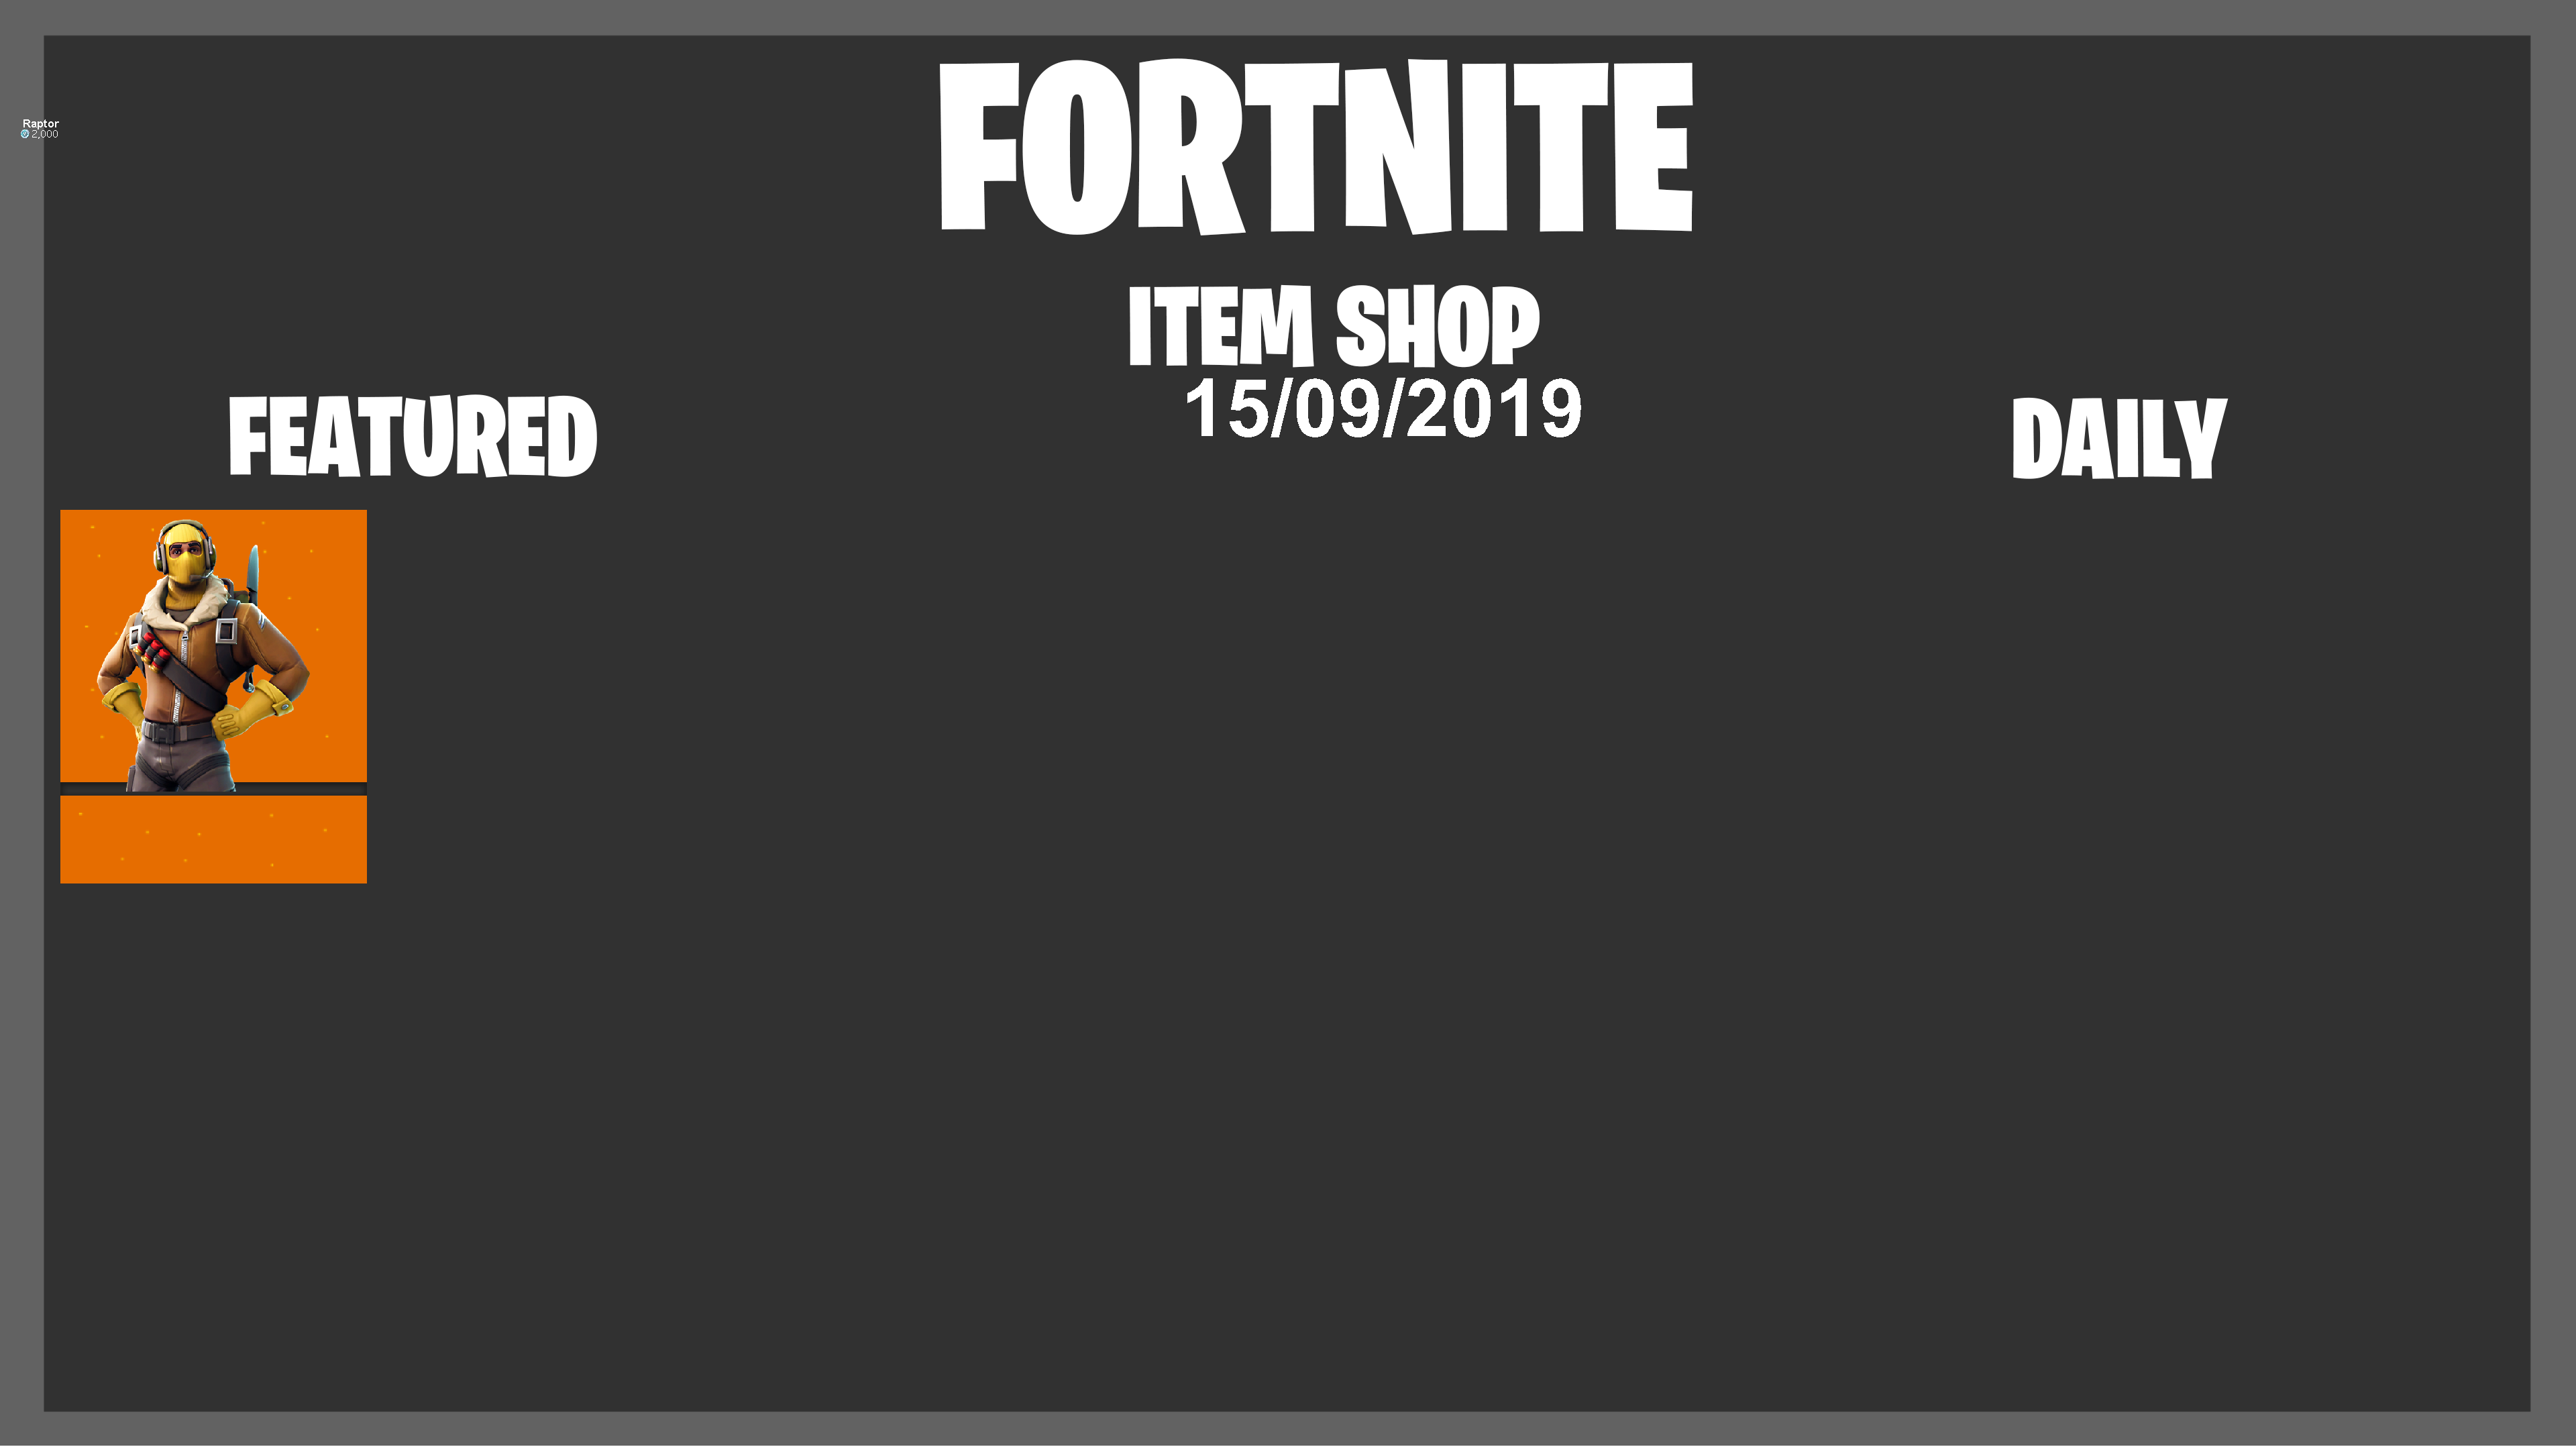 FORTNITE
Raptor
2,000
ITEM SHOP
15/09/2019
FEATURED
DAILY